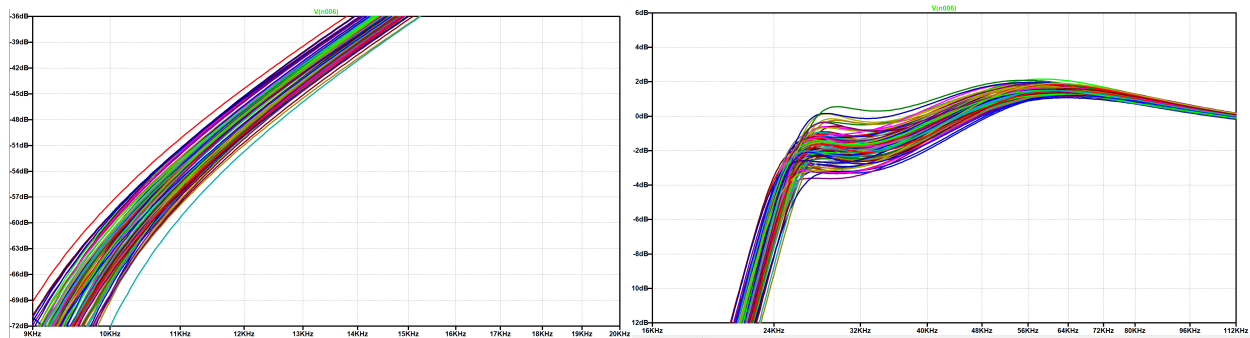 V(n006)
-36dB
-39dB
-42dB
-45dB
-48dB
-51dB
-54dB
-57dB
-60dB
-63dB
-66dB
-69dB
-72dB
9KHz 10KHz 11KHz 12KHz 13KHz 14KHz 15KHz 16KHz 17KHz 18KHz 19KHz 20KHz
V(n006)
6dB
4dB
2dB
0dB
-2dB
-4dB
-6dB
-8dB
10dB
12dB
16KHz 24KHz 32KHz 40KHz 48KHz 56KHz 64KHz 72KHz 80KHz 96KHz 112KHz